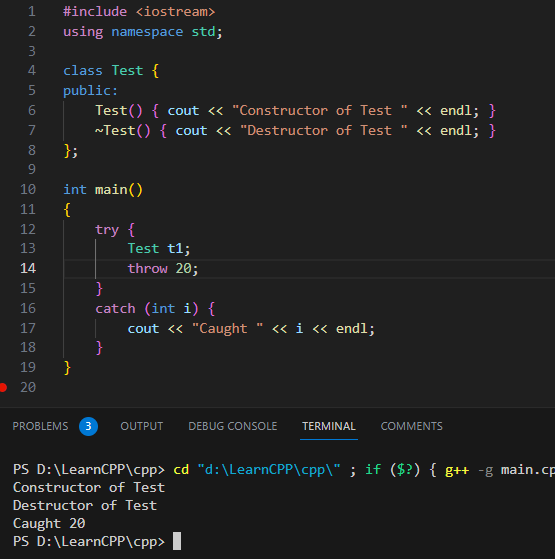 1 #include <iostream>
2 using namespace std;
3
4 class Test {
5 public:
6     Test() { cout << "Constructor of Test " << endl; }
7     ~Test() { cout << "Destructor of Test " << endl; }
8 };
9
10 int main()
11 {
12     try {
13         Test t1;
14         throw 20;
15     }
16     catch (int i) {
17         cout << "Caught " << i << endl;
18     }
19 }
20
PROBLEMS 3 OUTPUT DEBUG CONSOLE TERMINAL COMMENTS
PS D:\LearnCPP\cpp> cd "d:\LearnCPP\cpp\" ; if ($?) { g++ -g main.cp
Constructor of Test
Destructor of Test
Caught 20
PS D:\LearnCPP\cpp>